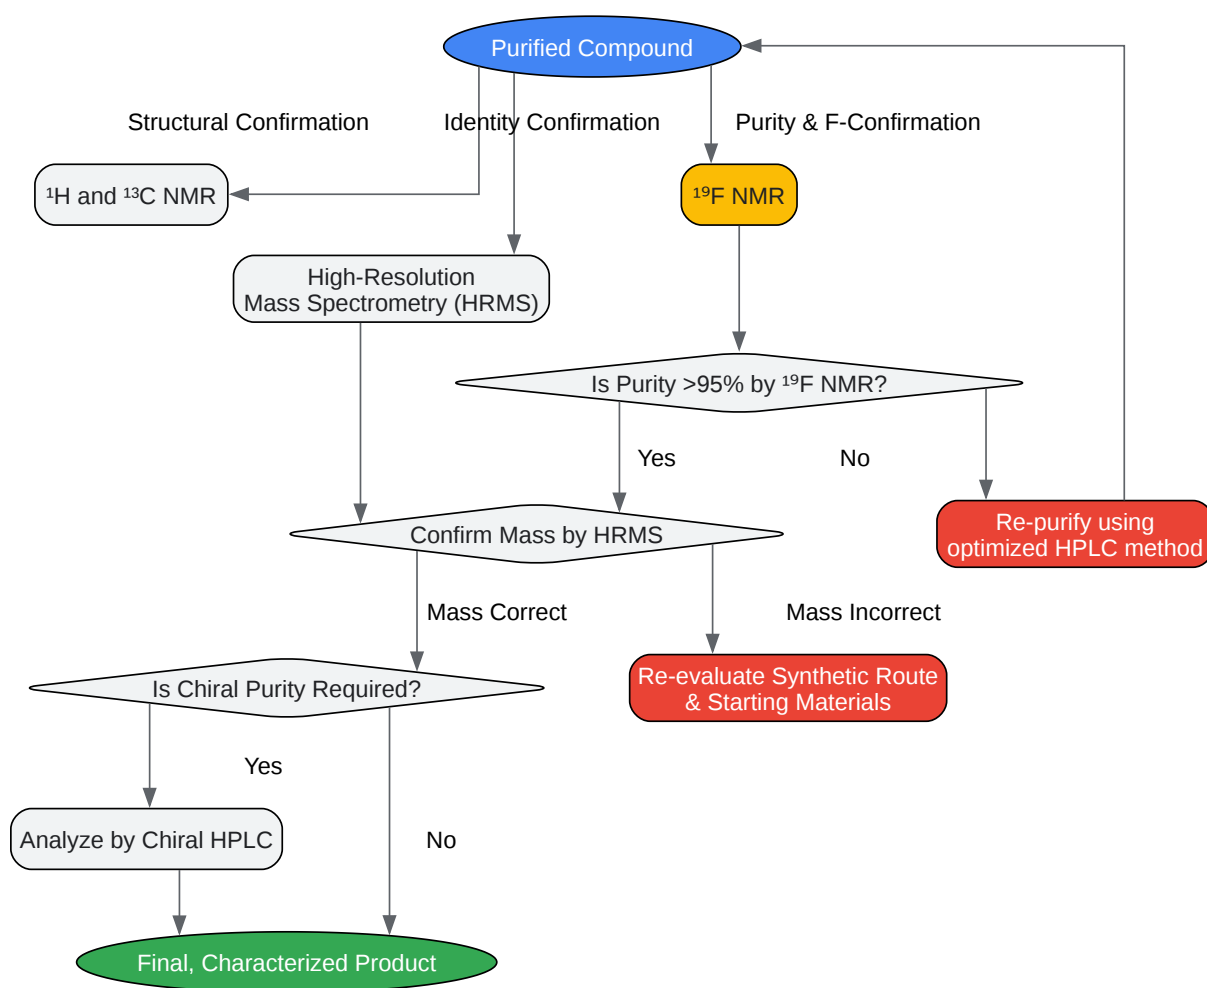 Purified Compound
Structural Confirmation
Identity Confirmation
Purity & F-Confirmation
¹H and ¹³C NMR
¹⁹F NMR
High-Resolution
Mass Spectrometry (HRMS)
Is Purity >95% by ¹⁹F NMR?
Yes
No
Confirm Mass by HRMS
Re-purify using
optimized HPLC method
Mass Correct
Mass Incorrect
Is Chiral Purity Required?
Re-evaluate Synthetic Route
& Starting Materials
Yes
Analyze by Chiral HPLC
No
Final, Characterized Product